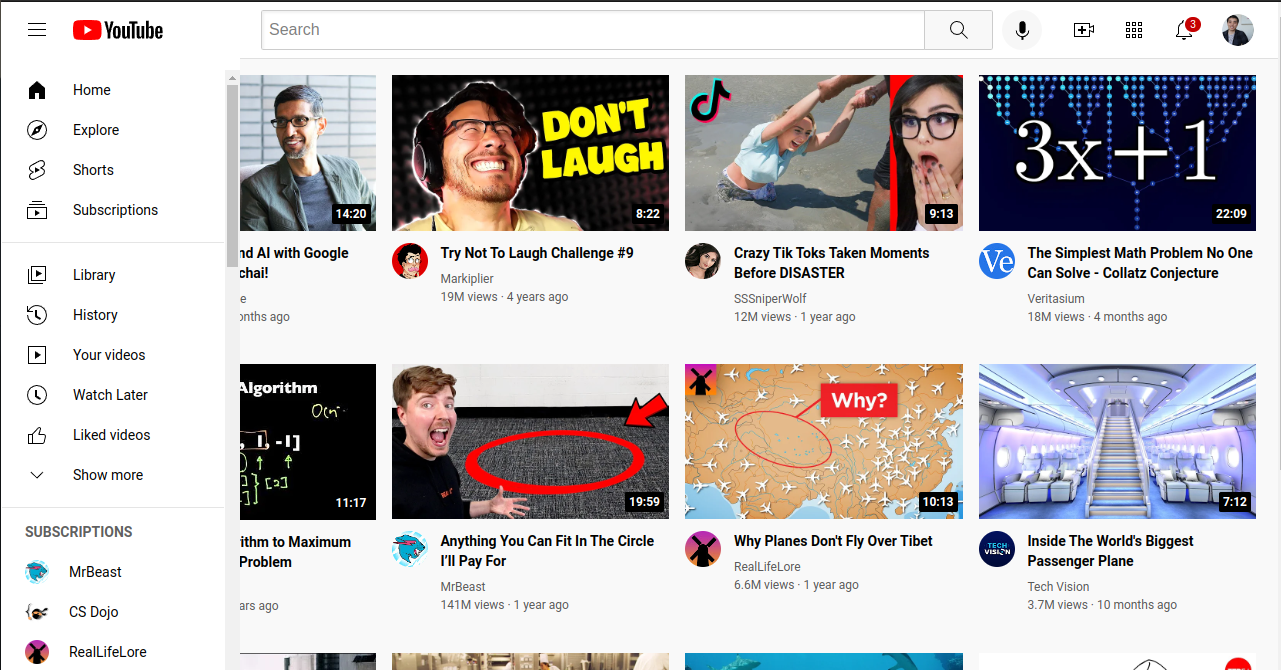 YouTube
Search
3
Home
Explore
Shorts
Subscriptions
Library
History
Your videos
Watch Later
Liked videos
Show more
SUBSCRIPTIONS
MrBeast
CS Dojo
RealLifeLore
14:20
nd AI with Google
chai!
e
onths ago
DON'T
LAUGH
8:22
Try Not To Laugh Challenge #9
Markiplier
19M views · 4 years ago
9:13
Crazy Tik Toks Taken Moments
Before DISASTER
SSSniperWolf
12M views · 1 year ago
3x+1
22:09
Ve
The Simplest Math Problem No One
Can Solve - Collatz Conjecture
Veritasium
18M views · 4 months ago
Algorithm
, 1, -1]
[2]
11:17
ithm to Maximum
Problem
ars ago
19:59
Anything You Can Fit In The Circle
I'll Pay For
MrBeast
141M views · 1 year ago
Why?
10:13
Why Planes Don't Fly Over Tibet
RealLifeLore
6.6M views · 1 year ago
7:12
TECH
VISION
Inside The World's Biggest
Passenger Plane
Tech Vision
3.7M views · 10 months ago